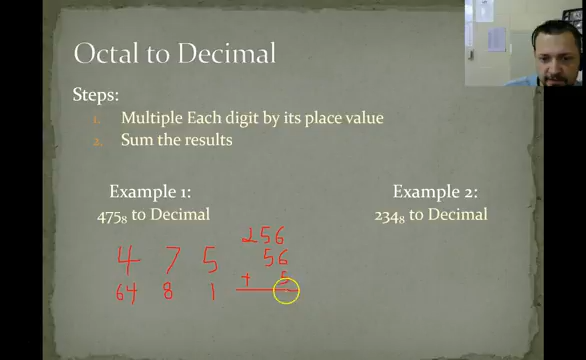 Octal to Decimal
Steps:
1. Multiple Each digit by its place value
2. Sum the results
Example 1:
475₈ to Decimal
Example 2:
234₈ to Decimal
4 7 5
64 8 1
256
56
+ 5